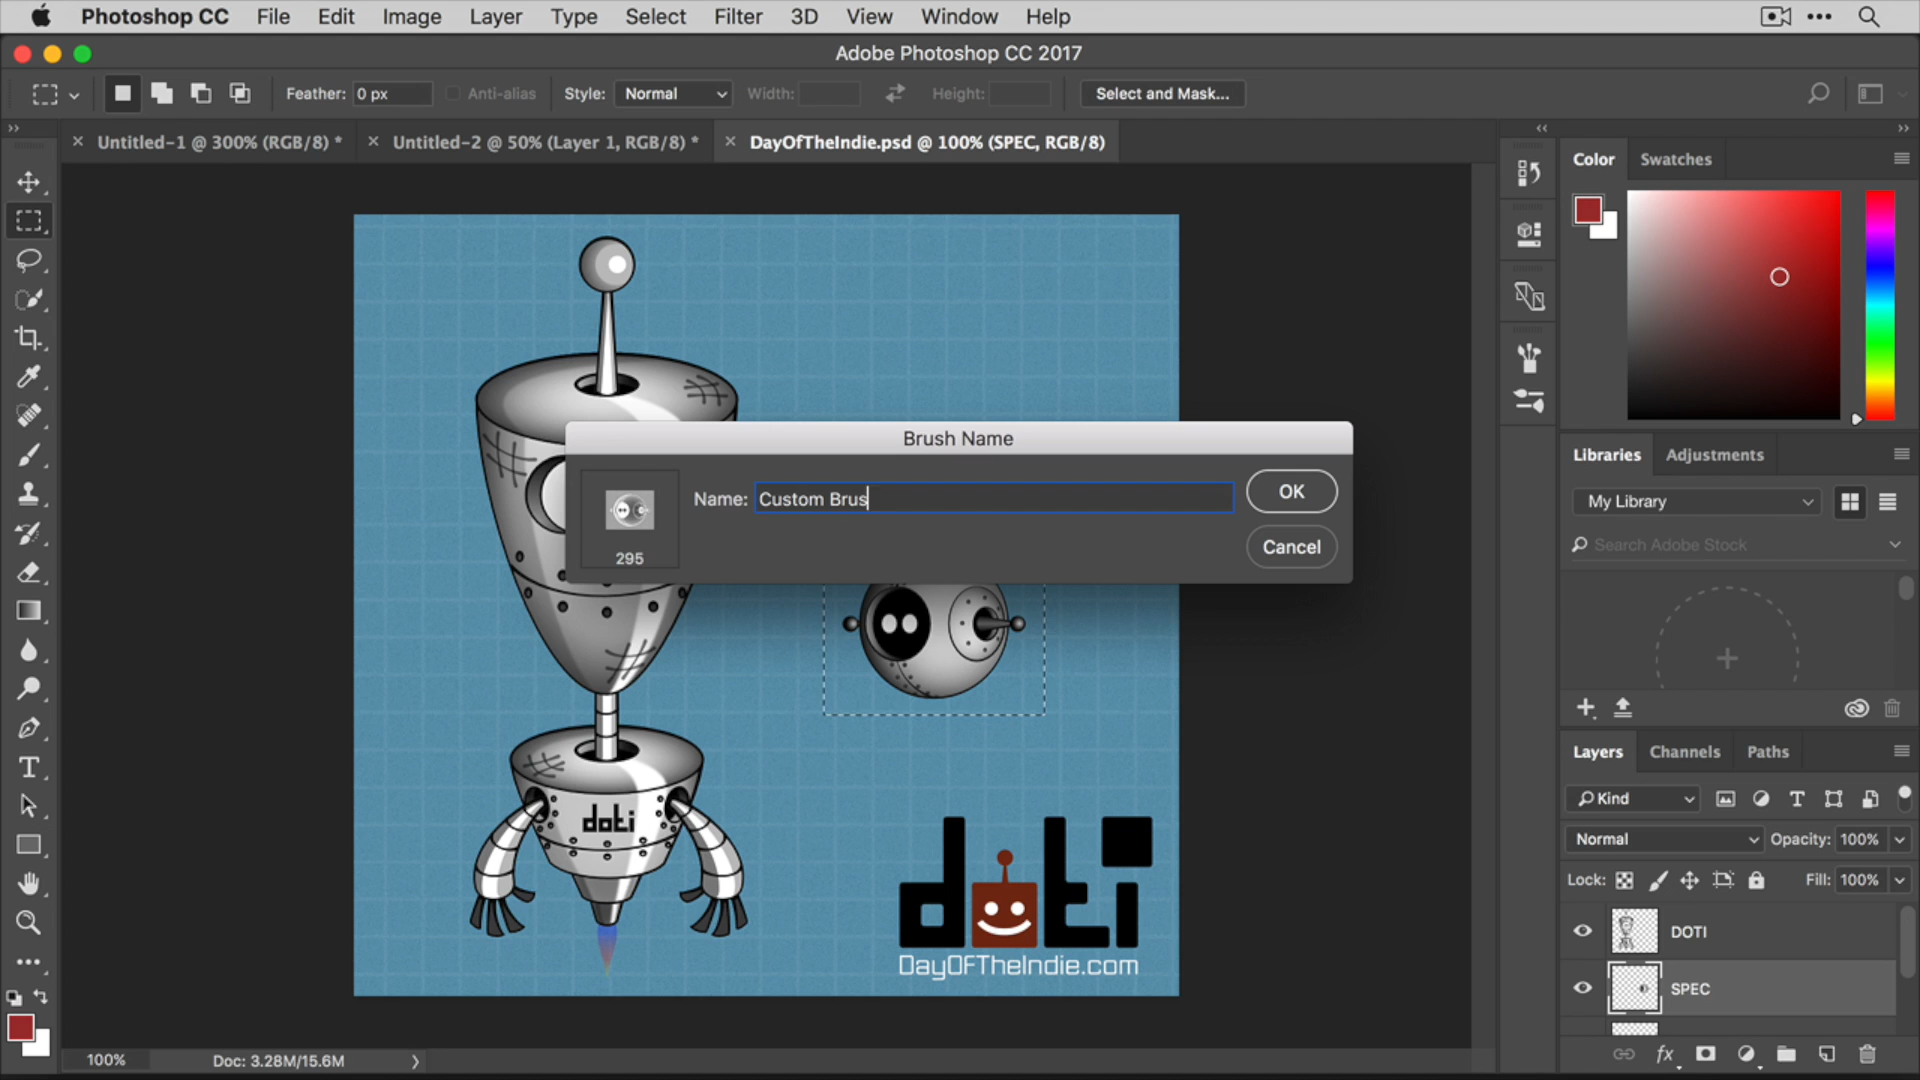 Photoshop CC File Edit Image Layer Type Select Filter 3D View Window Help
Adobe Photoshop CC 2017
Feather: 0 px Anti-alias Style: Normal Width: Height: Select and Mask...
Untitled-1 @ 300% (RGB/8) * Untitled-2 @ 50% (Layer 1, RGB/8) * DayOfTheIndie.psd @ 100% (SPEC, RGB/8)
Color Swatches
Brush Name
Name: Custom Brus
OK
295
Cancel
Libraries Adjustments
My Library
Search Adobe Stock
Layers Channels Paths
Kind
Normal Opacity: 100%
Lock: Fill: 100%
DOTI
SPEC
doti
doti
DayOFTheIndie.com
100% Doc: 3.28M/15.6M